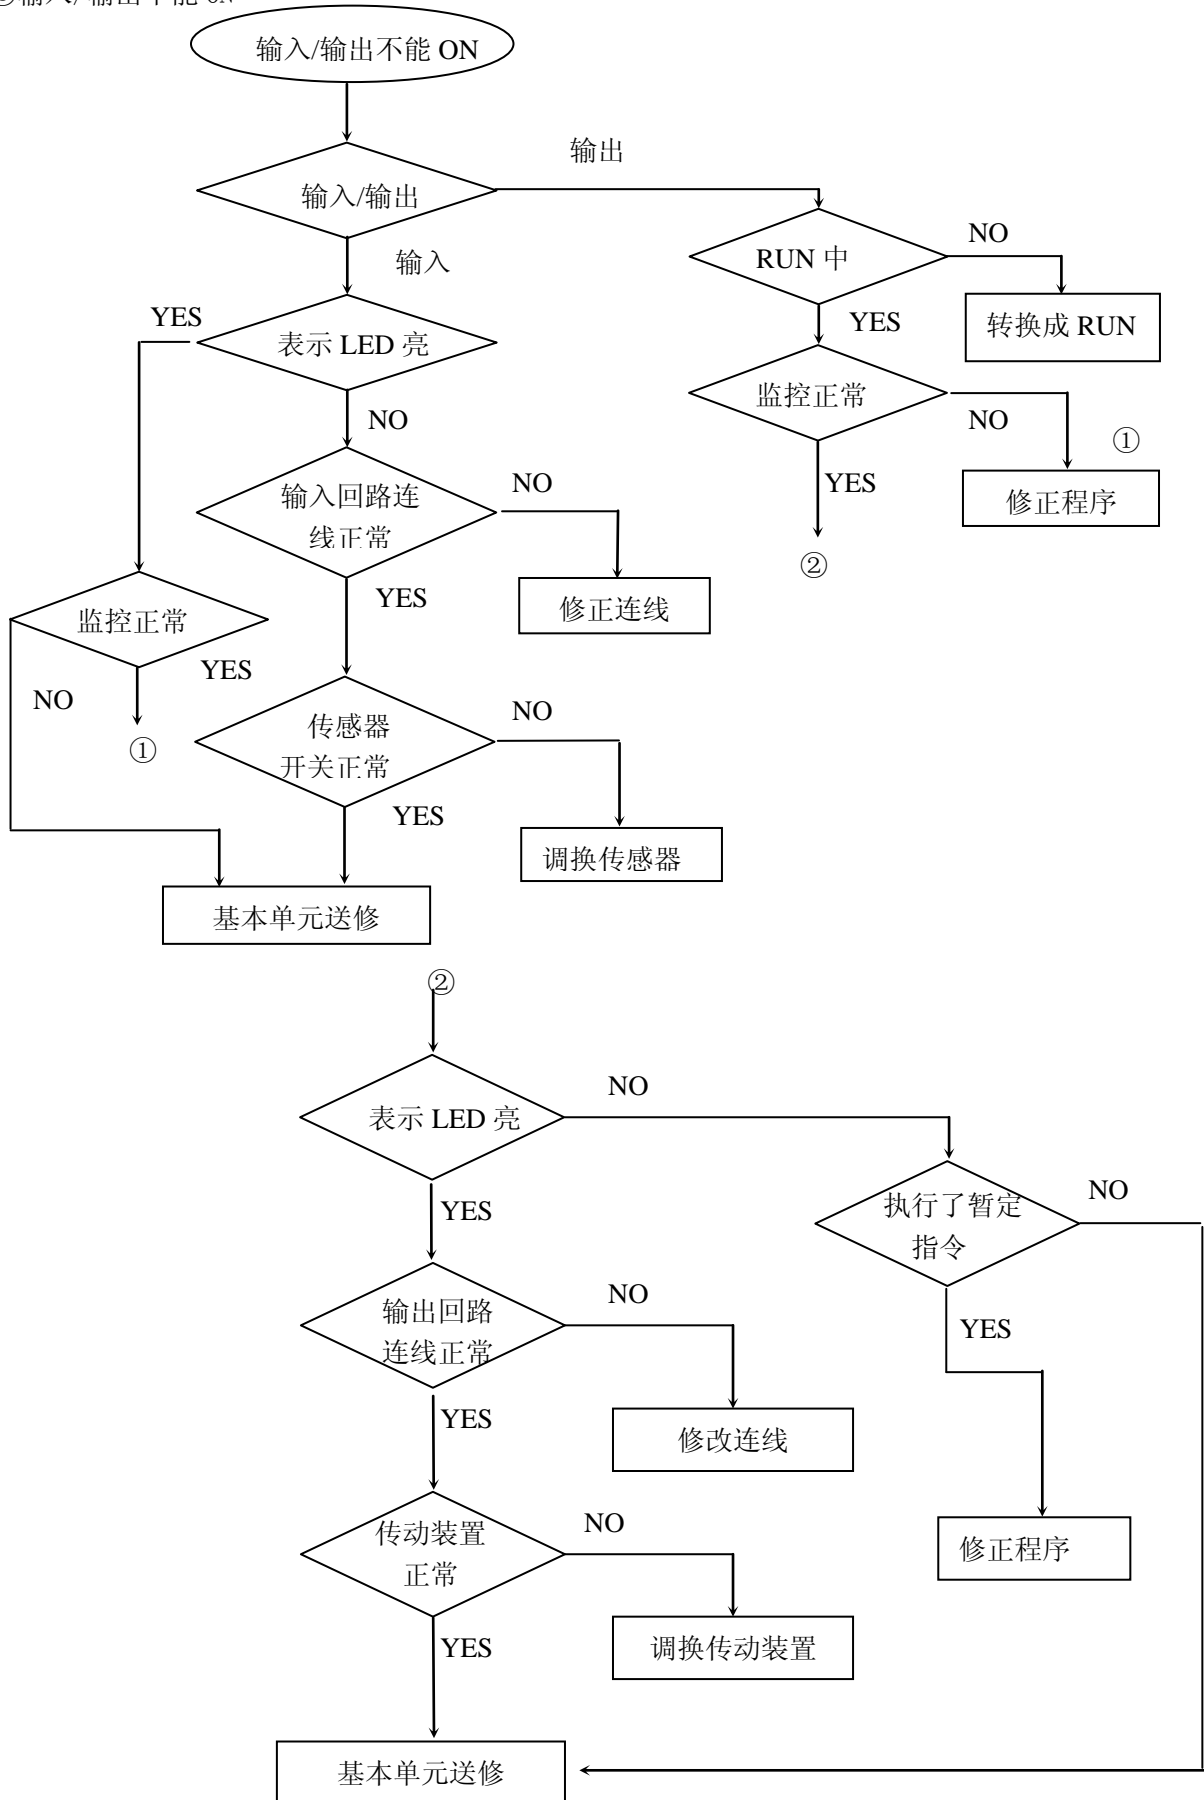 输入/输出不能 ON
输入/输出不能 ON
输出
输入/输出
NO
RUN 中
输入
YES
YES
转换成 RUN
表示 LED 亮
监控正常
NO
NO
①
输入回路连
线正常
NO
YES
修正程序
②
YES
修正连线
监控正常
YES
NO
①
传感器
开关正常
NO
YES
调换传感器
基本单元送修
②
表示 LED 亮
NO
执行了暂定
指令
NO
YES
输出回路
连线正常
NO
YES
YES
修改连线
传动装置
正常
NO
修正程序
YES
调换传动装置
基本单元送修